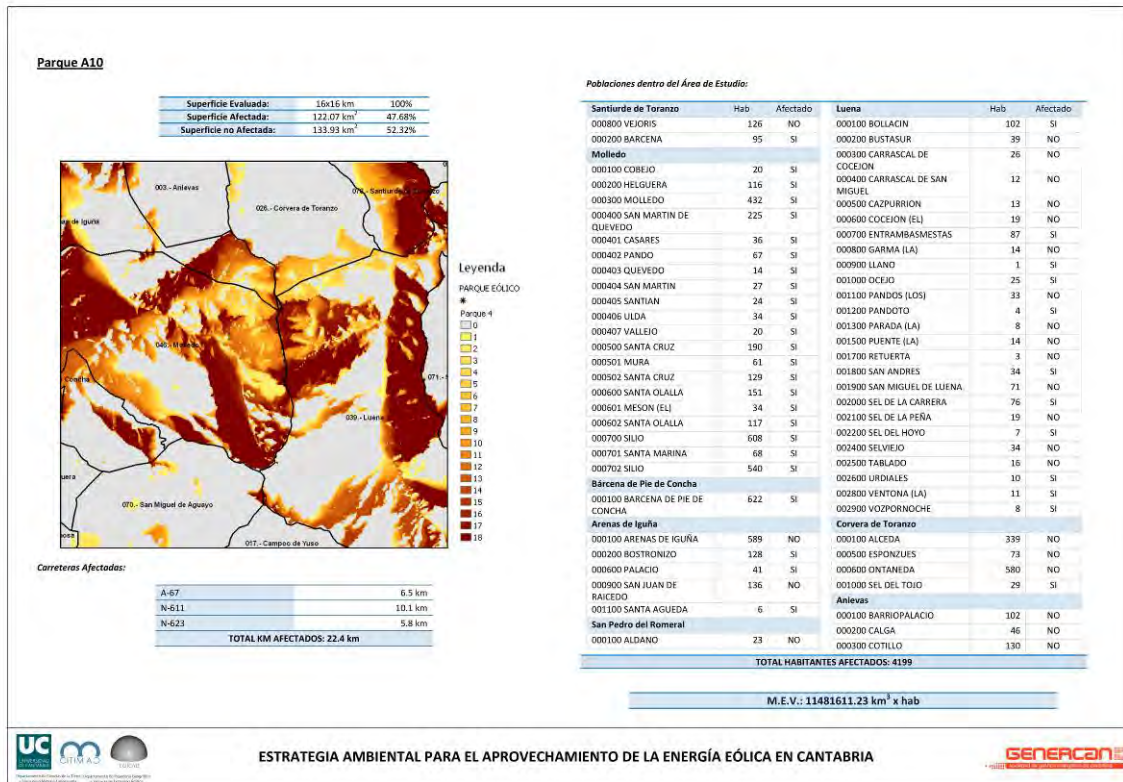 Parque A10
Superficie Evaluada: 16x16 km 100%
Superficie Afectada: 122.07 km² 47.68%
Superficie no Afectada: 133.93 km² 52.32%
003.- Anievas
026.- Corvera de Toranzo
as de Iguña
Concha
039.- Luena
071.-
uera
070.- San Miguel de Aguayo
osa
017.- Campoo de Yuso
Leyenda
PARQUE EÓLICO
Parque 4
0
1
2
3
4
5
6
7
8
9
10
11
12
13
14
15
16
17
18
Carreteras Afectadas:
A-67 6.5 km
N-611 10.1 km
N-623 5.8 km
TOTAL KM AFECTADOS: 22.4 km
Poblaciones dentro del Área de Estudio:
Santiurde de Toranzo Hab Afectado
000800 VEJORIS 126 NO
000200 BARCENA 95 SI
Molledo
000100 COBEJO 20 SI
000200 HELGUERA 116 SI
000300 MOLLEDO 432 SI
000400 SAN MARTIN DE 225 SI
QUEVEDO
000401 CASARES 36 SI
000402 PANDO 67 SI
000403 QUEVEDO 14 SI
000404 SAN MARTIN 27 SI
000405 SANTIAN 24 SI
000406 ULDA 34 SI
000407 VALLEJO 20 SI
000500 SANTA CRUZ 190 SI
000501 MURA 61 SI
000502 SANTA CRUZ 129 SI
000600 SANTA OLALLA 151 SI
000601 MESON (EL) 34 SI
000602 SANTA OLALLA 117 SI
000700 SILIO 608 SI
000701 SANTA MARINA 68 SI
000702 SILIO 540 SI
Bárcena de Pie de Concha
000100 BARCENA DE PIE DE 622 SI
CONCHA
Arenas de Iguña
000100 ARENAS DE IGUÑA 589 NO
000200 BOSTRONIZO 128 SI
000600 PALACIO 41 SI
000900 SAN JUAN DE 136 NO
RAICEDO
001100 SANTA AGUEDA 6 SI
San Pedro del Romeral
000100 ALDANO 23 NO
Luena Hab Afectado
000100 BOLLACIN 102 SI
000200 BUSTASUR 39 NO
000300 CARRASCAL DE 26 NO
COCEJON
000400 CARRASCAL DE SAN 12 NO
MIGUEL
000500 CAZPURRION 13 NO
000600 COCEJON (EL) 19 NO
000700 ENTRAMBASMESTAS 87 SI
000800 GARMA (LA) 14 NO
000900 LLANO 1 SI
001000 OCEJO 25 SI
001100 PANDOS (LOS) 33 NO
001200 PANDOTO 4 SI
001300 PARADA (LA) 8 NO
001500 PUENTE (LA) 14 NO
001700 RETUERTA 3 NO
001800 SAN ANDRES 34 SI
001900 SAN MIGUEL DE LUENA 71 NO
002000 SEL DE LA CARRERA 76 SI
002100 SEL DE LA PEÑA 19 NO
002200 SEL DEL HOYO 7 SI
002400 SELVIEJO 34 NO
002500 TABLADO 16 NO
002600 URDIALES 10 SI
002800 VENTONA (LA) 11 SI
002900 VOZPORNOCHE 8 SI
Corvera de Toranzo
000100 ALCEDA 339 NO
000500 ESPONZUES 73 NO
000600 ONTANEDA 580 NO
001000 SEL DEL TOJO 29 SI
Anievas
000100 BARRIOPALACIO 102 NO
000200 CALGA 46 NO
000300 COTILLO 130 NO
TOTAL HABITANTES AFECTADOS: 4199
M.E.V.: 11481611.23 km³ x hab
UC
CITIMAC
ESTRATEGIA AMBIENTAL PARA EL APROVECHAMIENTO DE LA ENERGÍA EÓLICA EN CANTABRIA
GENERCAN